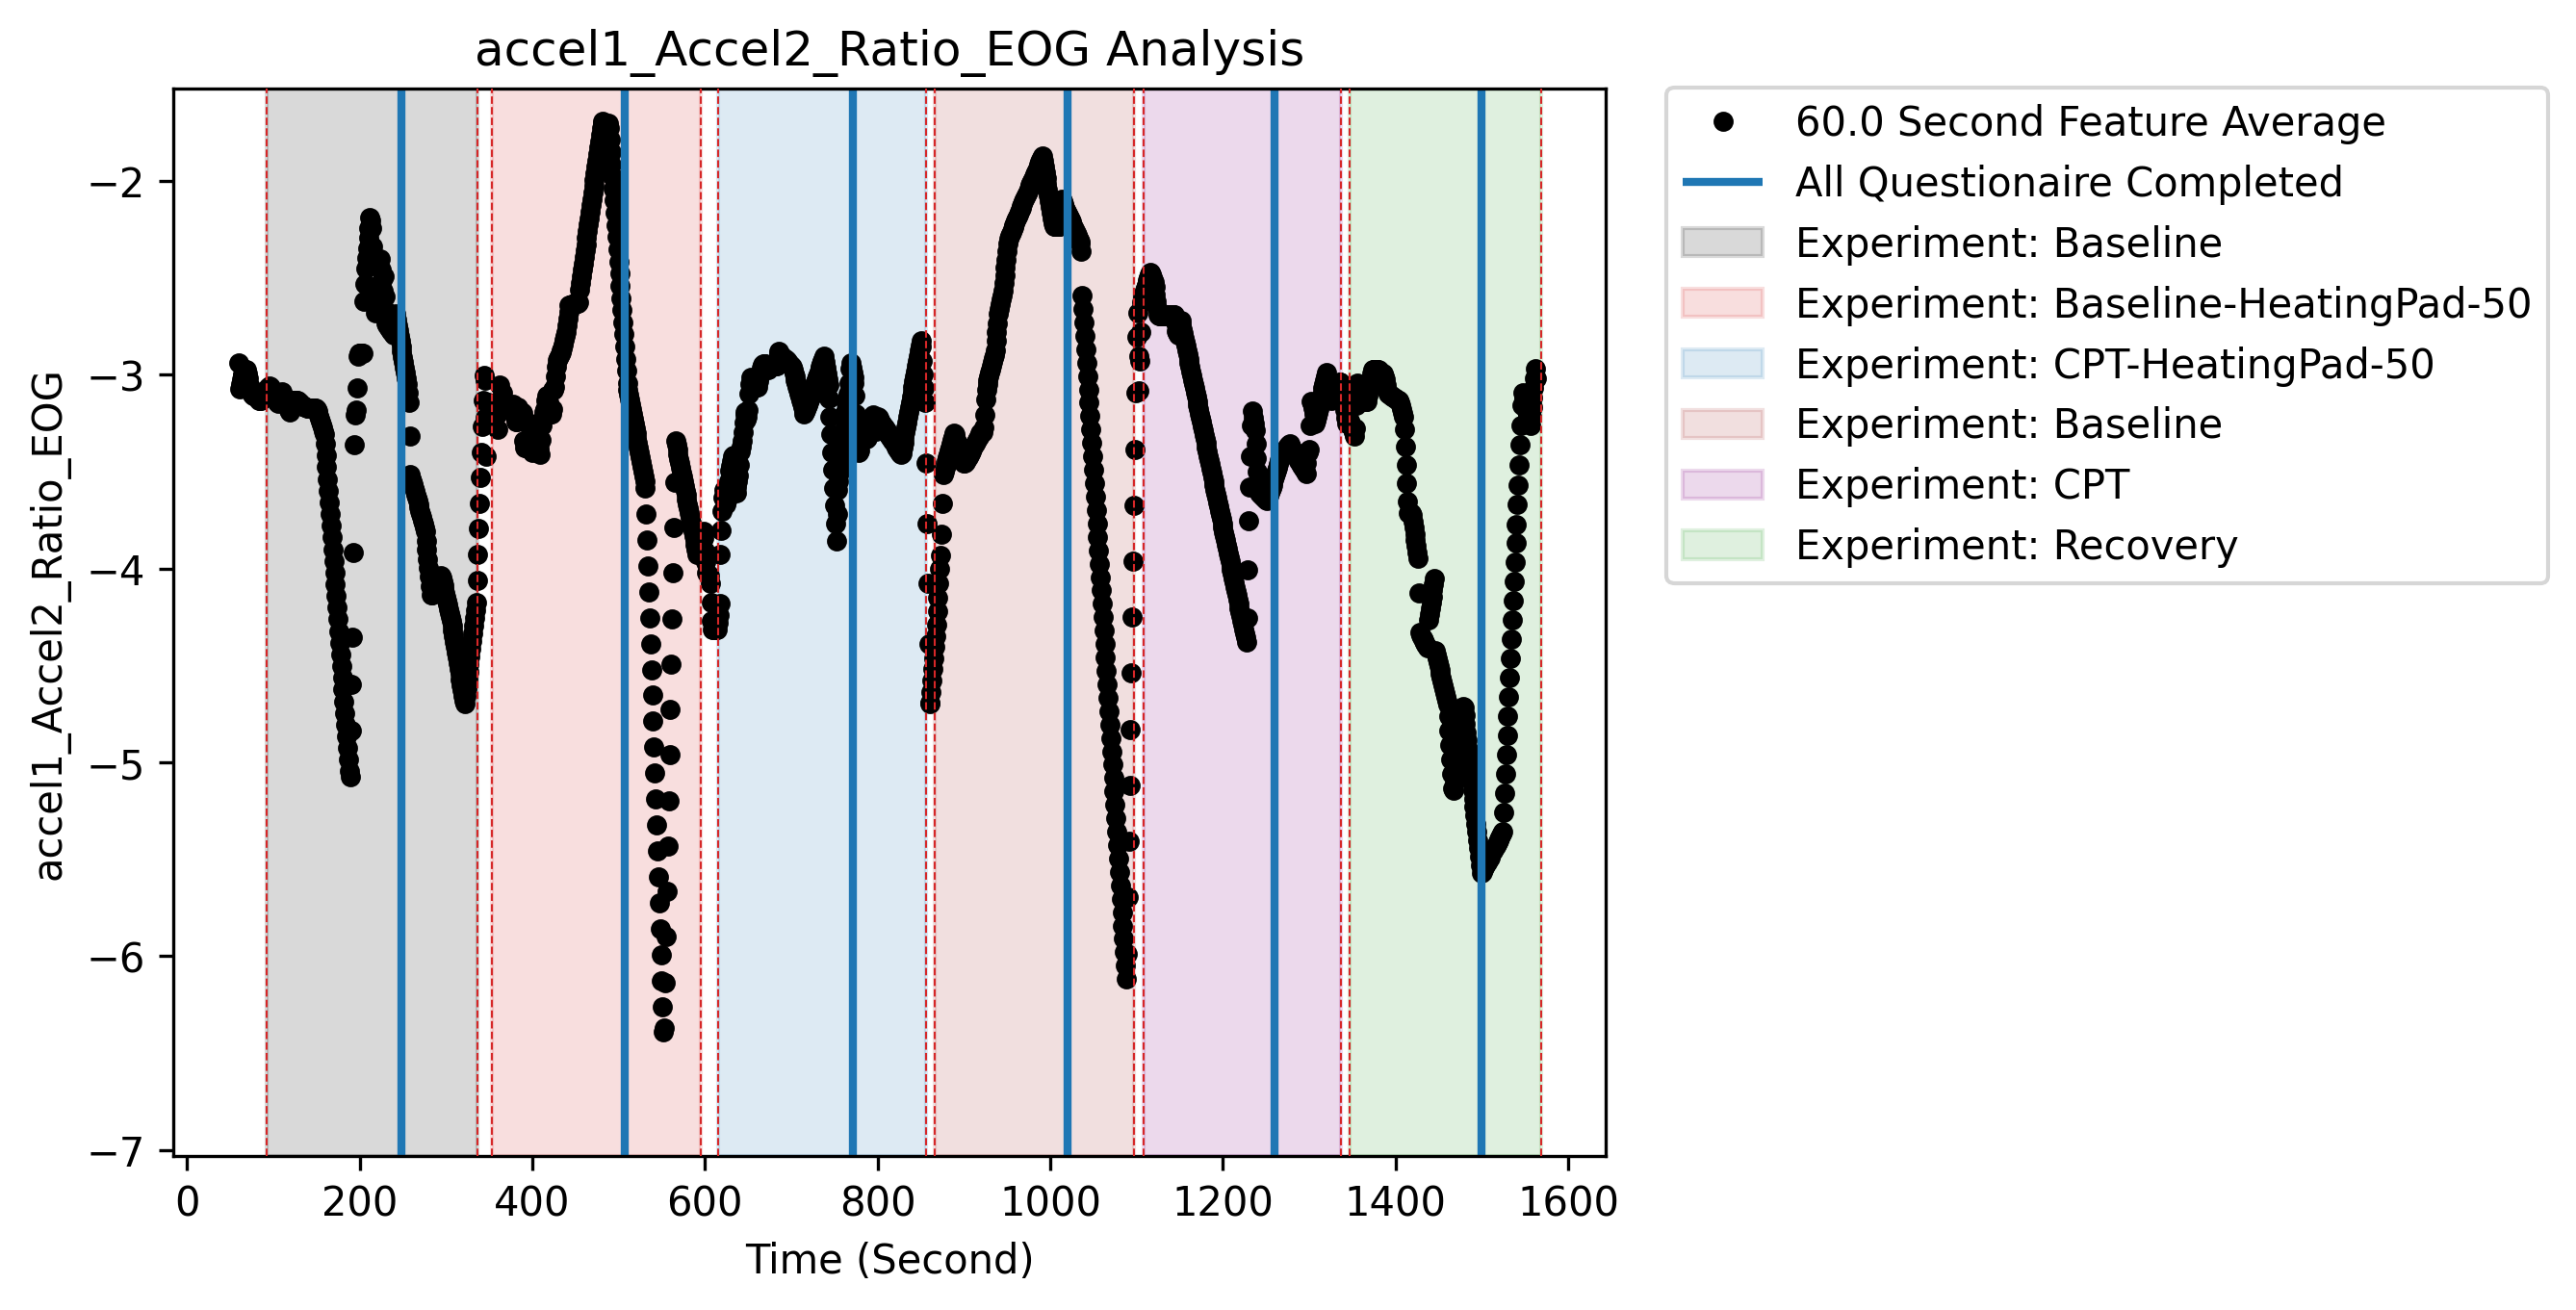 accel1_Accel2_Ratio_EOG Analysis
accel1_Accel2_Ratio_EOG
−2
−3
−4
−5
−6
−7
0 200 400 600 800 1000 1200 1400 1600
Time (Second)
60.0 Second Feature Average
All Questionaire Completed
Experiment: Baseline
Experiment: Baseline-HeatingPad-50
Experiment: CPT-HeatingPad-50
Experiment: Baseline
Experiment: CPT
Experiment: Recovery